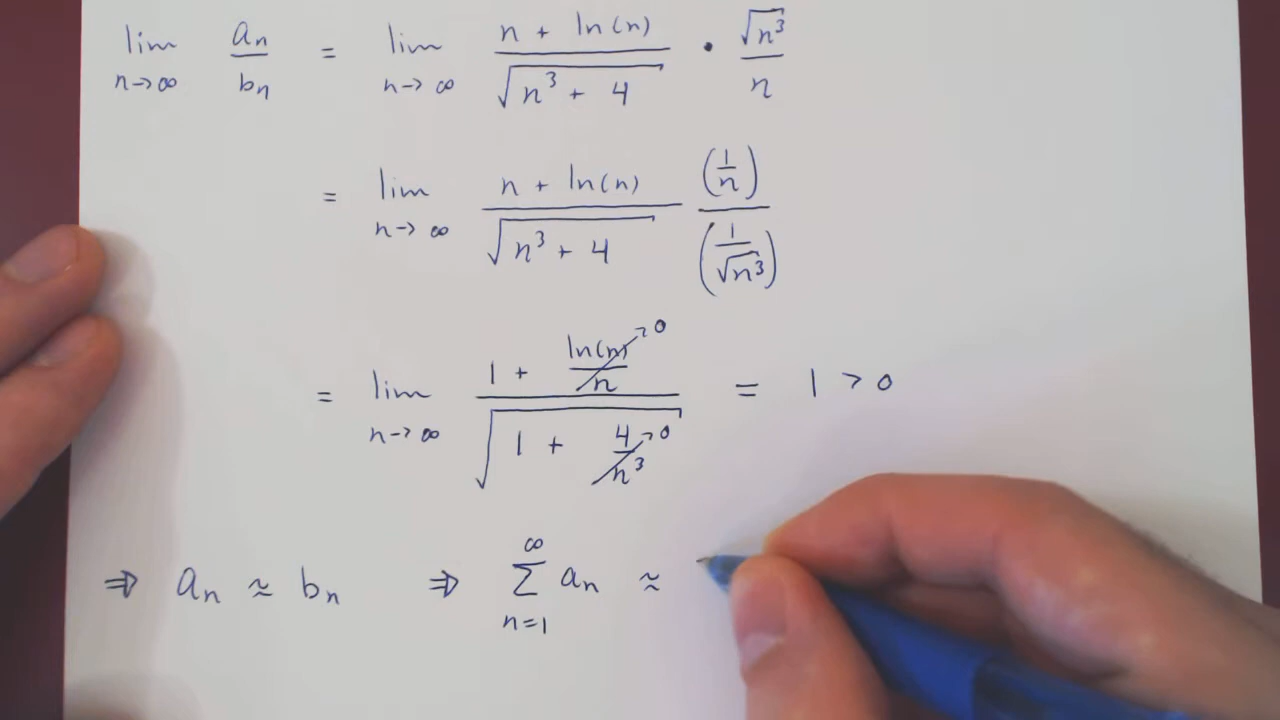 lim n→∞ aₙ/bₙ = lim n→∞ (n + ln(n))/√(n³ + 4) · √n³/n
= lim n→∞ (n + ln(n))/√(n³ + 4) (1/n)/(1/√n³)
= lim n→∞ (1 + ln(n)/n →0)/√(1 + 4/n³ →0) = 1 > 0
⇒ aₙ ≈ bₙ ⇒ ∞ Σ n=1 aₙ ≈